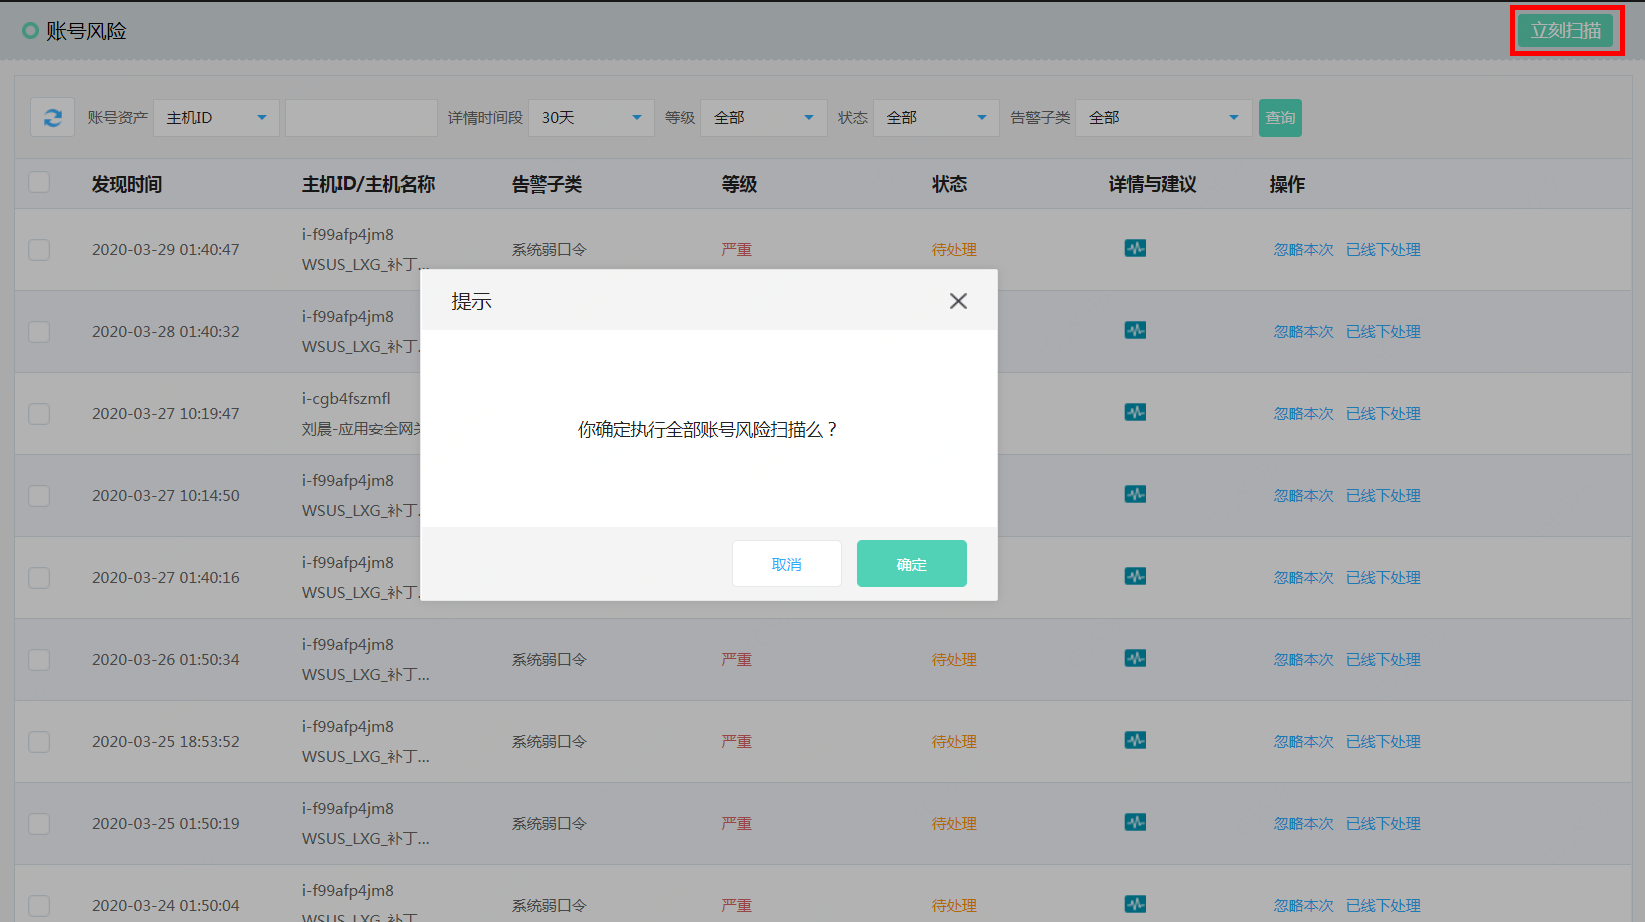 账号风险
立刻扫描
账号资产 主机ID 详情时间段 30天 等级 全部 状态 全部 告警子类 全部 查询
发现时间 主机ID/主机名称 告警子类 等级 状态 详情与建议 操作
i-f99afp4jm8
2020-03-29 01:40:47 系统弱口令 严重 待处理 忽略本次 已线下处理
WSUS_LXG_补丁...
i-f99afp4jm8
2020-03-28 01:40:32 忽略本次 已线下处理
WSUS_LXG_补丁.
i-cgb4fszmfl
2020-03-27 10:19:47 忽略本次 已线下处理
刘晨-应用安全网关
i-f99afp4jm8
2020-03-27 10:14:50 忽略本次 已线下处理
WSUS_LXG_补丁.
i-f99afp4jm8
2020-03-27 01:40:16 忽略本次 已线下处理
WSUS_LXG_补丁.
提示
你确定执行全部账号风险扫描么？
取消 确定
i-f99afp4jm8
2020-03-26 01:50:34 系统弱口令 严重 待处理 忽略本次 已线下处理
WSUS_LXG_补丁...
i-f99afp4jm8
2020-03-25 18:53:52 系统弱口令 严重 待处理 忽略本次 已线下处理
WSUS_LXG_补丁...
i-f99afp4jm8
2020-03-25 01:50:19 系统弱口令 严重 待处理 忽略本次 已线下处理
WSUS_LXG_补丁...
i-f99afp4jm8
2020-03-24 01:50:04 系统弱口令 严重 待处理 忽略本次 已线下处理
WSUS_LXG_补丁